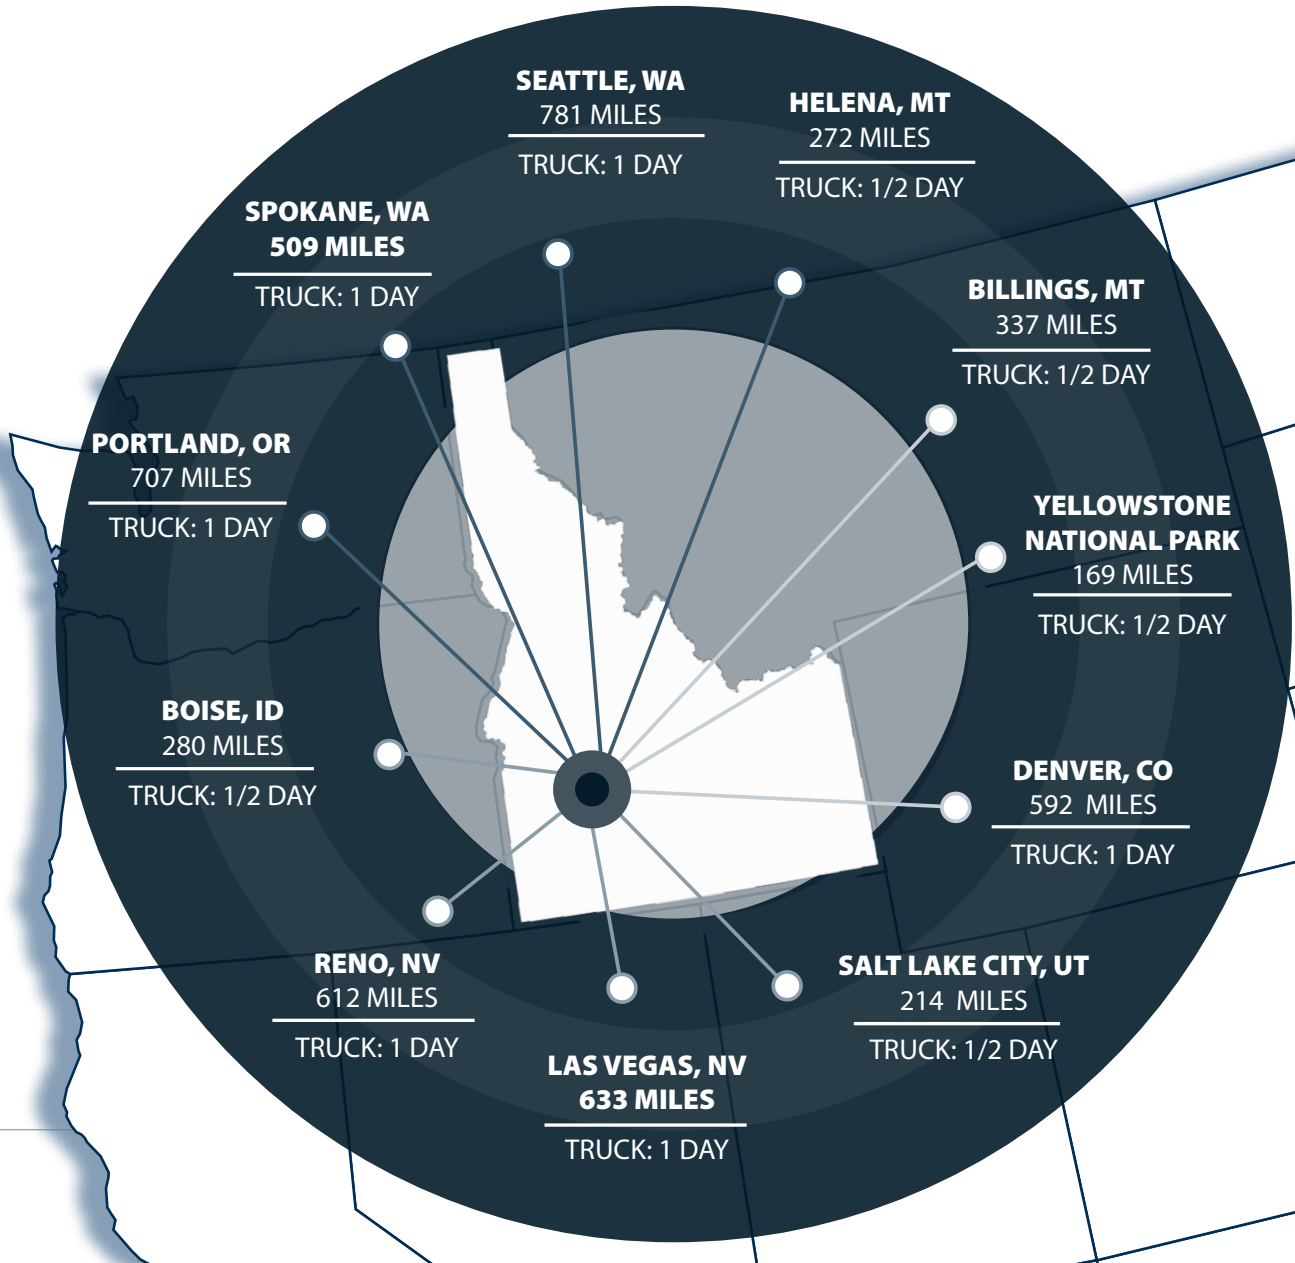 SEATTLE, WA
781 MILES
TRUCK: 1 DAY
HELENA, MT
272 MILES
TRUCK: 1/2 DAY
SPOKANE, WA
509 MILES
TRUCK: 1 DAY
BILLINGS, MT
337 MILES
TRUCK: 1/2 DAY
PORTLAND, OR
707 MILES
TRUCK: 1 DAY
YELLOWSTONE
NATIONAL PARK
169 MILES
TRUCK: 1/2 DAY
BOISE, ID
280 MILES
TRUCK: 1/2 DAY
DENVER, CO
592 MILES
TRUCK: 1 DAY
RENO, NV
612 MILES
TRUCK: 1 DAY
LAS VEGAS, NV
633 MILES
TRUCK: 1 DAY
SALT LAKE CITY, UT
214 MILES
TRUCK: 1/2 DAY